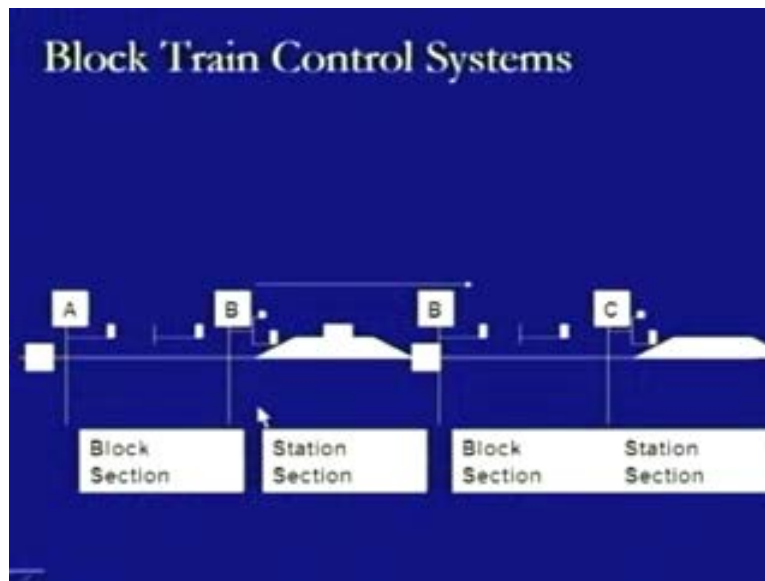 Block Train Control Systems
A B B C
Block Station Block Station
Section Section Section Section